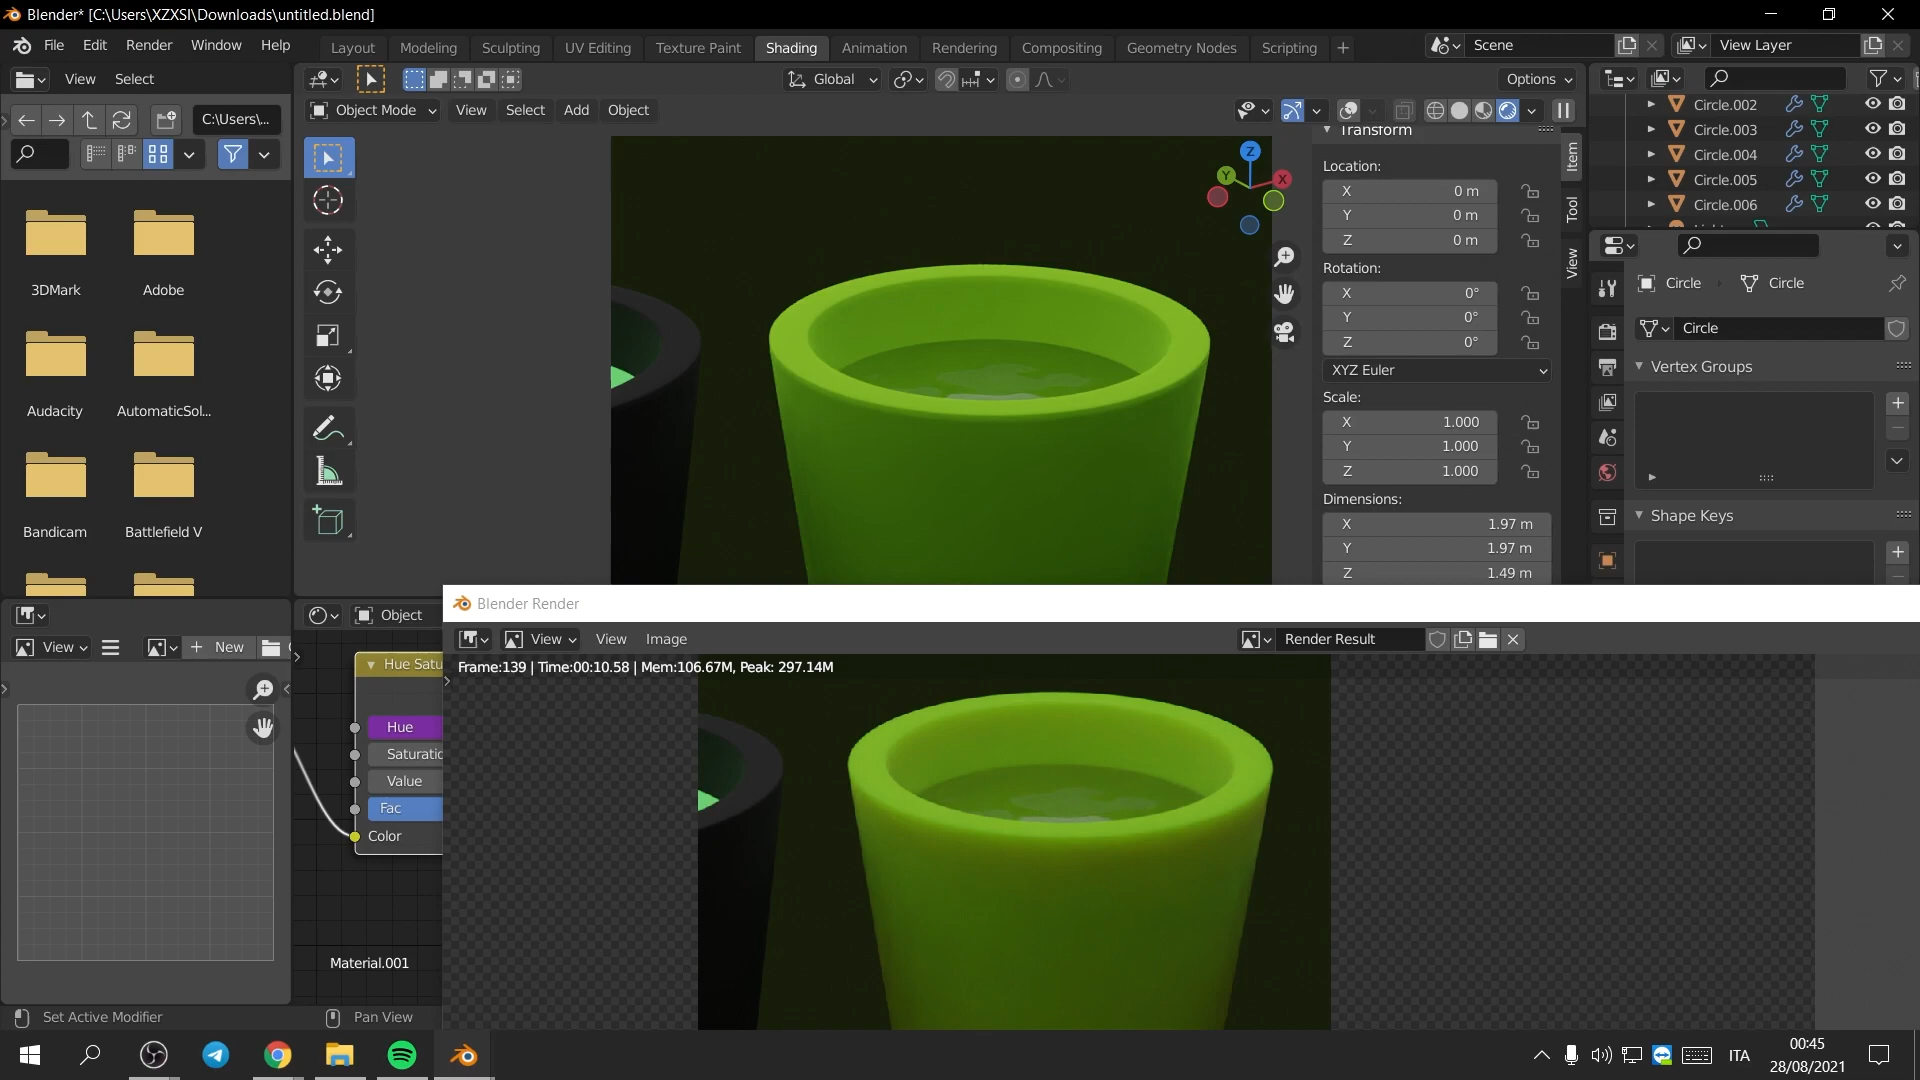 Blender* [C:\Users\XZXSI\Downloads\untitled.blend]
File Edit Render Window Help Layout Modeling Sculpting UV Editing Texture Paint Shading Animation Rendering Compositing Geometry Nodes Scripting + Scene View Layer
View Select Global Options
C:\Users\... Object Mode View Select Add Object
Circle.002
Circle.003
Circle.004
Circle.005
Circle.006
3DMark Adobe
Audacity AutomaticSol...
Bandicam Battlefield V
Z
Y
X
Transform
Location:
X 0 m
Y 0 m
Z 0 m
Rotation:
X 0°
Y 0°
Z 0°
XYZ Euler
Scale:
X 1.000
Y 1.000
Z 1.000
Dimensions:
X 1.97 m
Y 1.97 m
Z 1.49 m
Item
Tool
View
Circle Circle
Circle
Vertex Groups
Shape Keys
View New
Object
Hue Satu
Hue
Saturatio
Value
Fac
Color
Material.001
Blender Render
View View Image Render Result
Frame:139 | Time:00:10.58 | Mem:106.67M, Peak: 297.14M
Set Active Modifier Pan View
ITA
00:45
28/08/2021